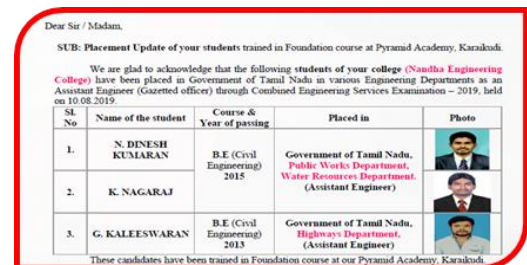 Dear Sir / Madam,
SUB: Placement Update of your students trained in Foundation course at Pyramid Academy, Karaikudi.
We are glad to acknowledge that the following students of your college (Nandha Engineering
College) have been placed in Government of Tamil Nadu in various Engineering Departments as an
Assistant Engineer (Gazetted officer) through Combined Engineering Services Examination – 2019, held
on 10.08.2019.
Sl. No Name of the student Course & Year of passing Placed in Photo
1. N. DINESH KUMARAN
B.E (Civil Engineering) 2015
Government of Tamil Nadu,
Public Works Department,
Water Resources Department.
(Assistant Engineer)
2. K. NAGARAJ
3. G. KALEESWARAN
B.E (Civil Engineering) 2013
Government of Tamil Nadu,
Highways Department,
(Assistant Engineer)
These candidates have been trained in Foundation course at our Pyramid Academy, Karaikudi.